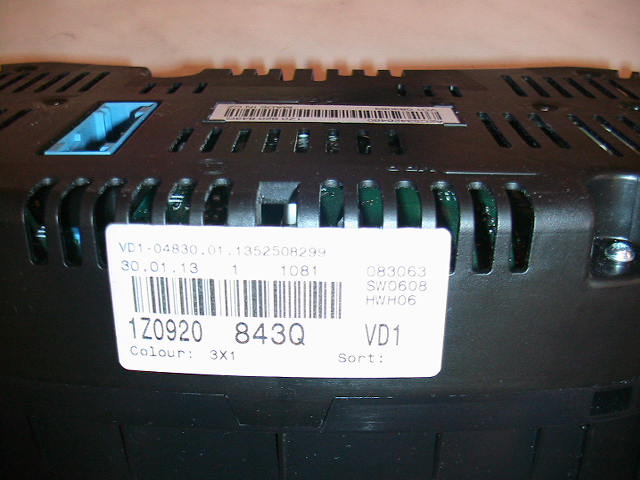 VD1-04830.01.1352508299
30.01.13 1 1081 083063
SW0608
HWH06
1Z0920 843Q VD1
Colour: 3X1 Sort: